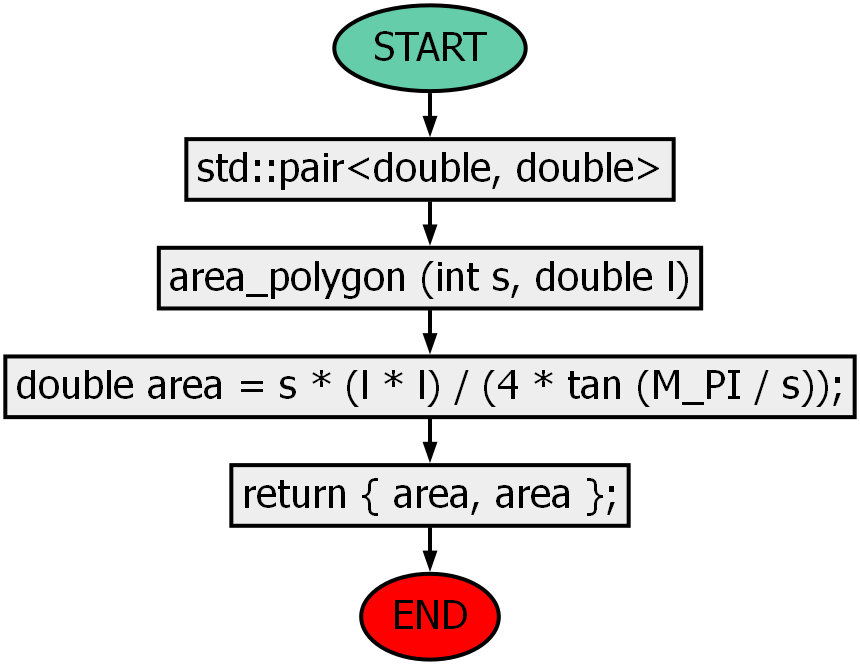 START
std::pair<double, double>
area_polygon (int s, double l)
double area = s * (l * l) / (4 * tan (M_PI / s));
return { area, area };
END